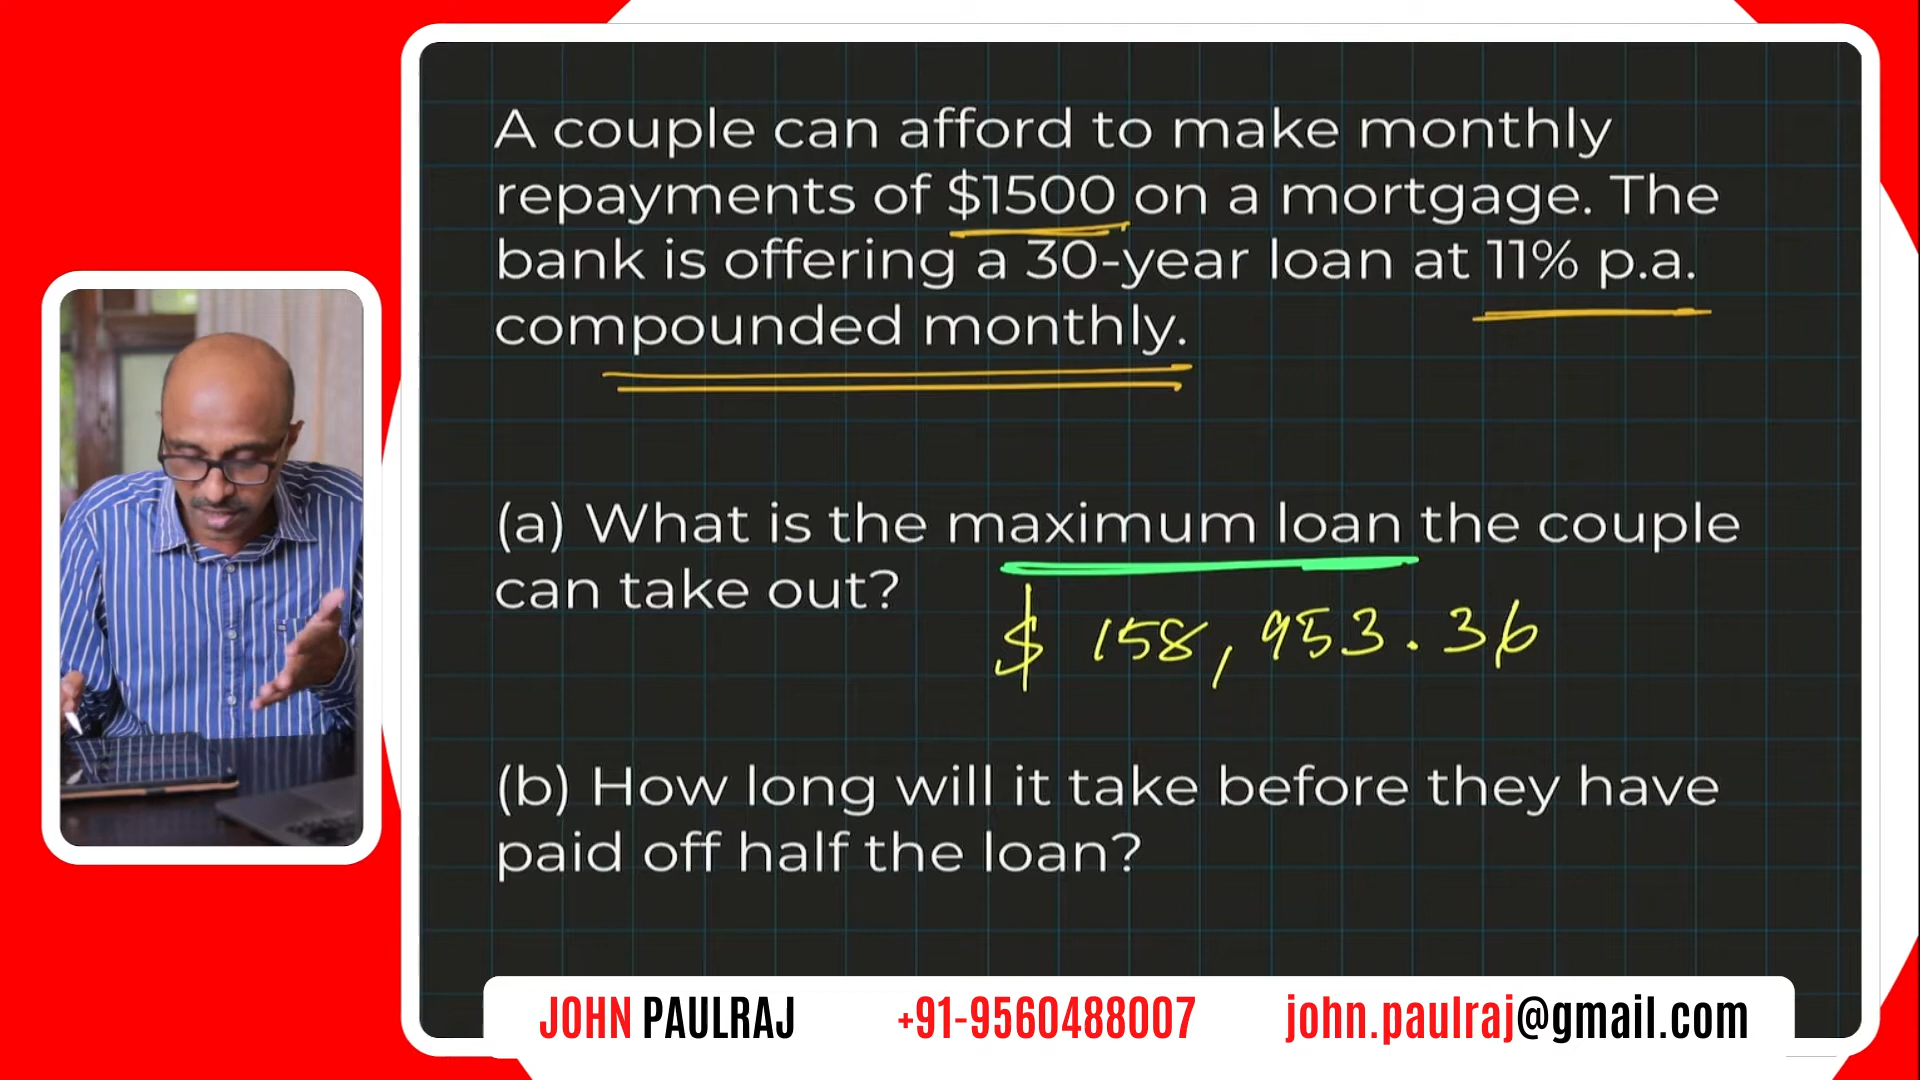 A couple can afford to make monthly
repayments of $1500 on a mortgage. The
bank is offering a 30-year loan at 11% p.a.
compounded monthly.
(a) What is the maximum loan the couple
can take out?
$ 158,953.36
(b) How long will it take before they have
paid off half the loan?
JOHN PAULRAJ +91-9560488007 john.paulraj@gmail.com